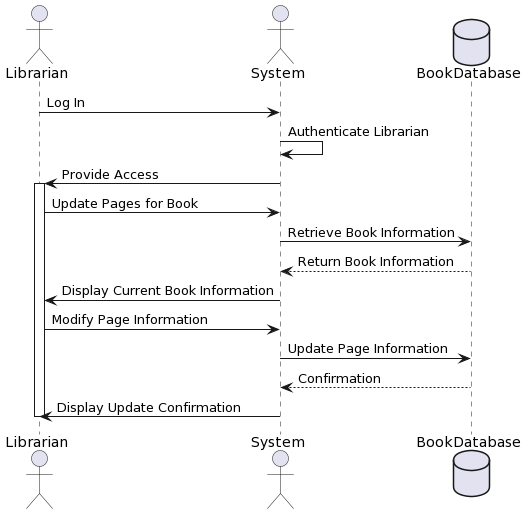 Librarian
System
BookDatabase
Log In
Authenticate Librarian
Provide Access
Update Pages for Book
Retrieve Book Information
Return Book Information
Display Current Book Information
Modify Page Information
Update Page Information
Confirmation
Display Update Confirmation
Librarian
System
BookDatabase